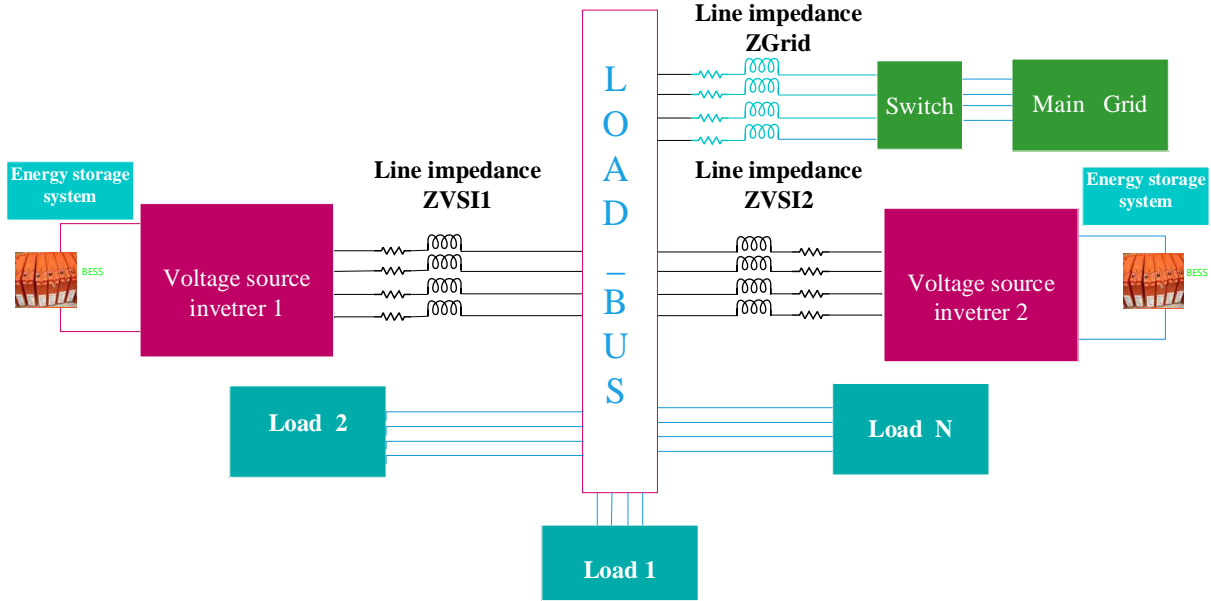 Line impedance
ZGrid
L
O
A
D
_
B
U
S
Switch
Main Grid
Energy storage
system
Line impedance
ZVSI1
Line impedance
ZVSI2
Energy storage
system
BESS
Voltage source
invetrer 1
Voltage source
invetrer 2
BESS
Load 2
Load N
Load 1